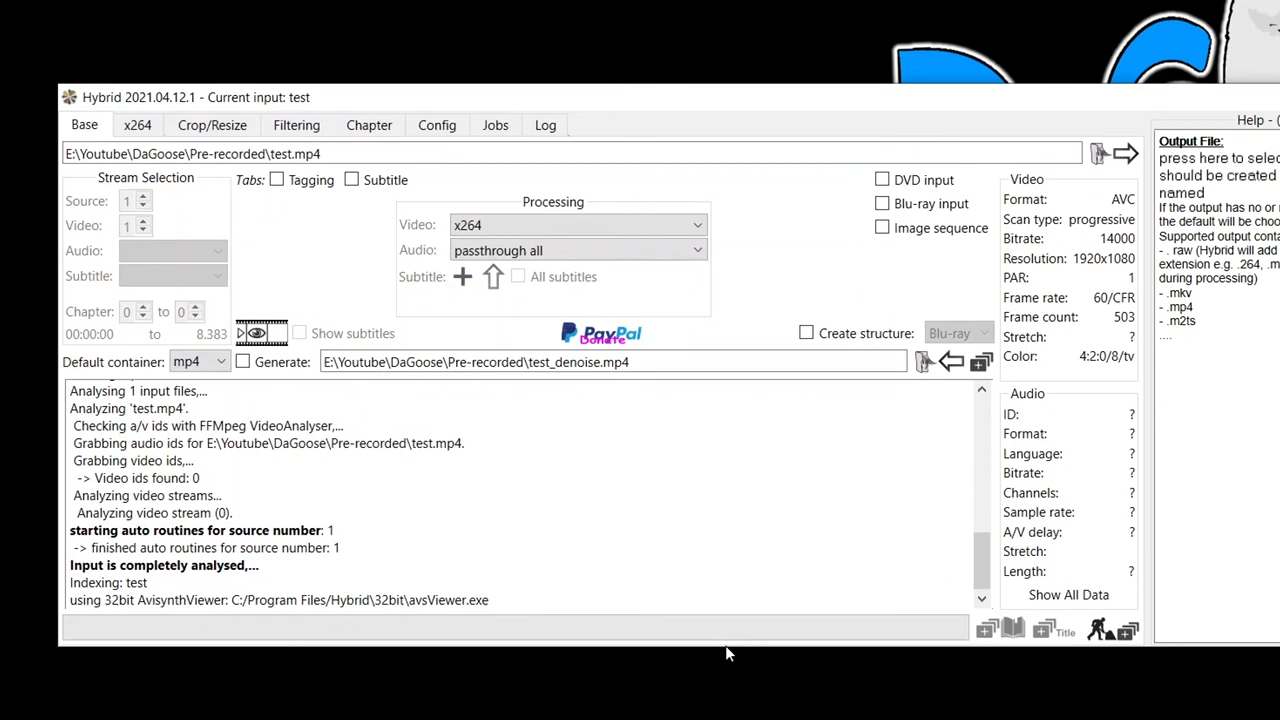 Hybrid 2021.04.12.1 - Current input: test
Base x264 Crop/Resize Filtering Chapter Config Jobs Log
E:\Youtube\DaGoose\Pre-recorded\test.mp4
Stream Selection
Source: 1
Video: 1
Audio:
Subtitle:
Chapter: 0 to 0
00:00:00 to 8.383
Tabs: Tagging Subtitle
Processing
Video: x264
Audio: passthrough all
Subtitle: All subtitles
DVD input
Blu-ray input
Image sequence
Show subtitles
PayPal
Donate
Create structure: Blu-ray
Default container: mp4 Generate: E:\Youtube\DaGoose\Pre-recorded\test_denoise.mp4
Analysing 1 input files,...
Analyzing 'test.mp4'.
Checking a/v ids with FFMpeg VideoAnalyser,...
Grabbing audio ids for E:\Youtube\DaGoose\Pre-recorded\test.mp4.
Grabbing video ids,...
-> Video ids found: 0
Analyzing video streams...
Analyzing video stream (0).
starting auto routines for source number: 1
-> finished auto routines for source number: 1
Input is completely analysed,...
Indexing: test
using 32bit AvisynthViewer: C:/Program Files/Hybrid\32bit\avsViewer.exe
Title
Video
Format: AVC
Scan type: progressive
Bitrate: 14000
Resolution: 1920x1080
PAR: 1
Frame rate: 60/CFR
Frame count: 503
Stretch: ?
Color: 4:2:0/8/tv
Audio
ID: ?
Format: ?
Language: ?
Bitrate: ?
Channels: ?
Sample rate: ?
A/V delay: ?
Stretch:
Length: ?
Show All Data
Help - (
Output File:
press here to selec
should be created
named
If the output has no or
the default will be choo
Supported output conta
- . raw (Hybrid will add
extension e.g. .264, .m
during processing)
- .mkv
- .mp4
- .m2ts
....